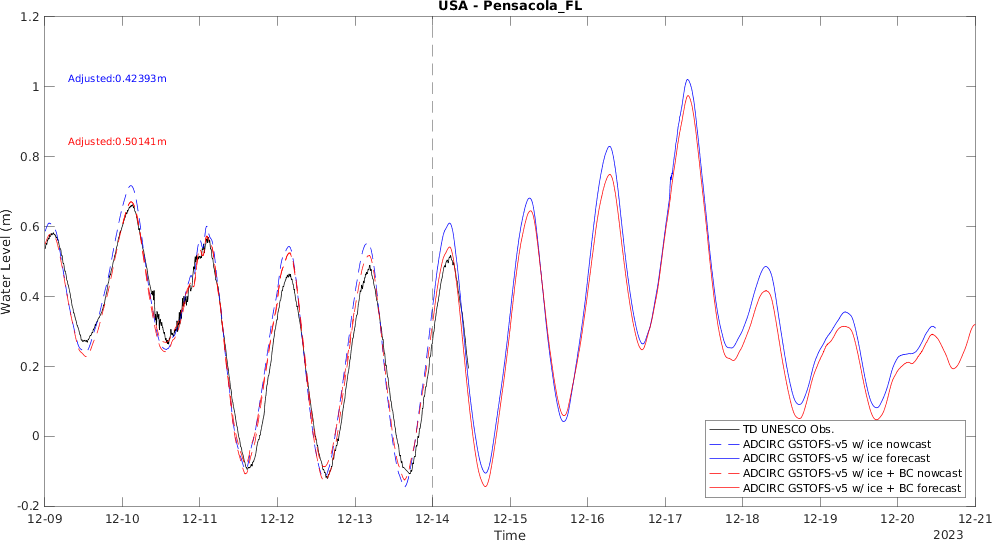 USA - Pensacola_FL
Adjusted:0.42393m
Adjusted:0.50141m
Water Level (m)
1.2
1
0.8
0.6
0.4
0.2
0
-0.2
12-09 12-10 12-11 12-12 12-13 12-14 12-15 12-16 12-17 12-18 12-19 12-20 12-21
Time
2023
TD UNESCO Obs.
ADCIRC GSTOFS-v5 w/ ice nowcast
ADCIRC GSTOFS-v5 w/ ice forecast
ADCIRC GSTOFS-v5 w/ ice + BC nowcast
ADCIRC GSTOFS-v5 w/ ice + BC forecast